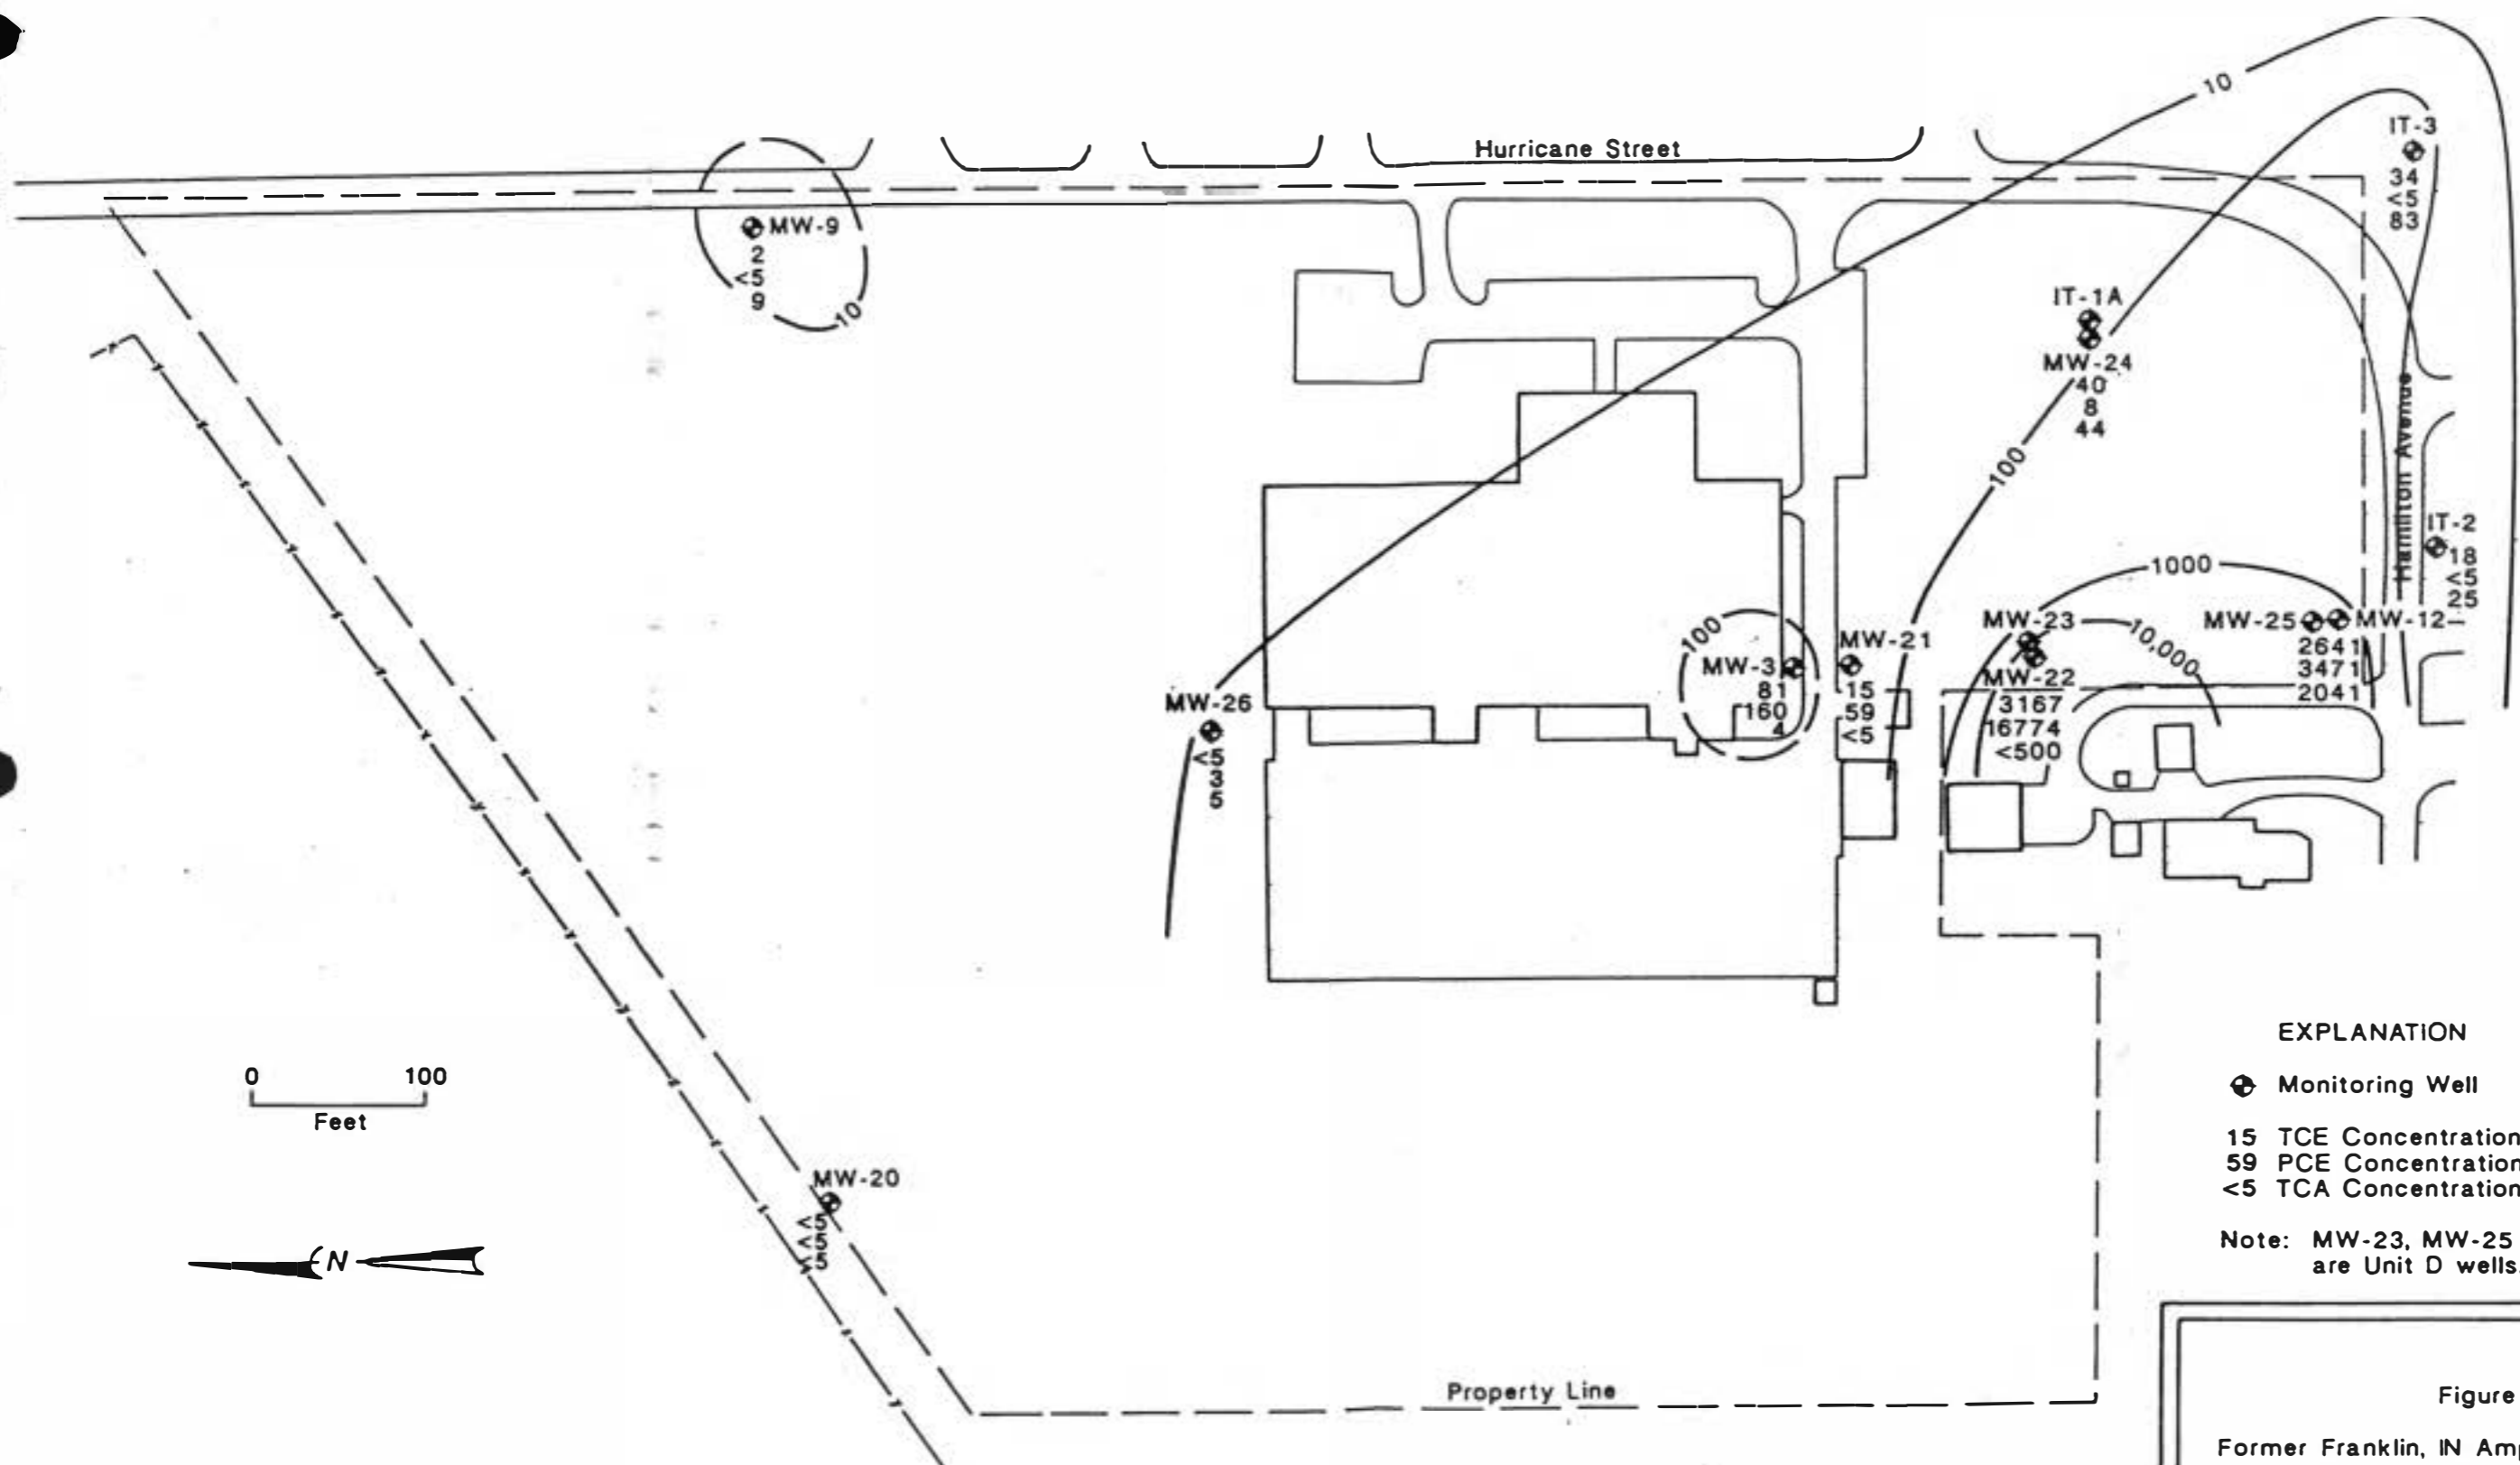 10
Hurricane Street
IT-3
34
<5
83
MW-9
2
<5
9
10
IT-1A
MW-24
40
8
44
100
Hamilton Avenue
IT-2
18
<5
25
1000
MW-23
10,000
MW-25
MW-12
2641
3471
2041
MW-22
3167
16774
<500
100
MW-3
81
160
4
MW-21
15
59
<5
MW-26
<5
3
5
0 100
Feet
N
MW-20
<5
<5
<5
Property Line
EXPLANATION
Monitoring Well
15 TCE Concentration
59 PCE Concentration
<5 TCA Concentration
Note: MW-23, MW-25
are Unit D wells
Figure
Former Franklin, IN Am